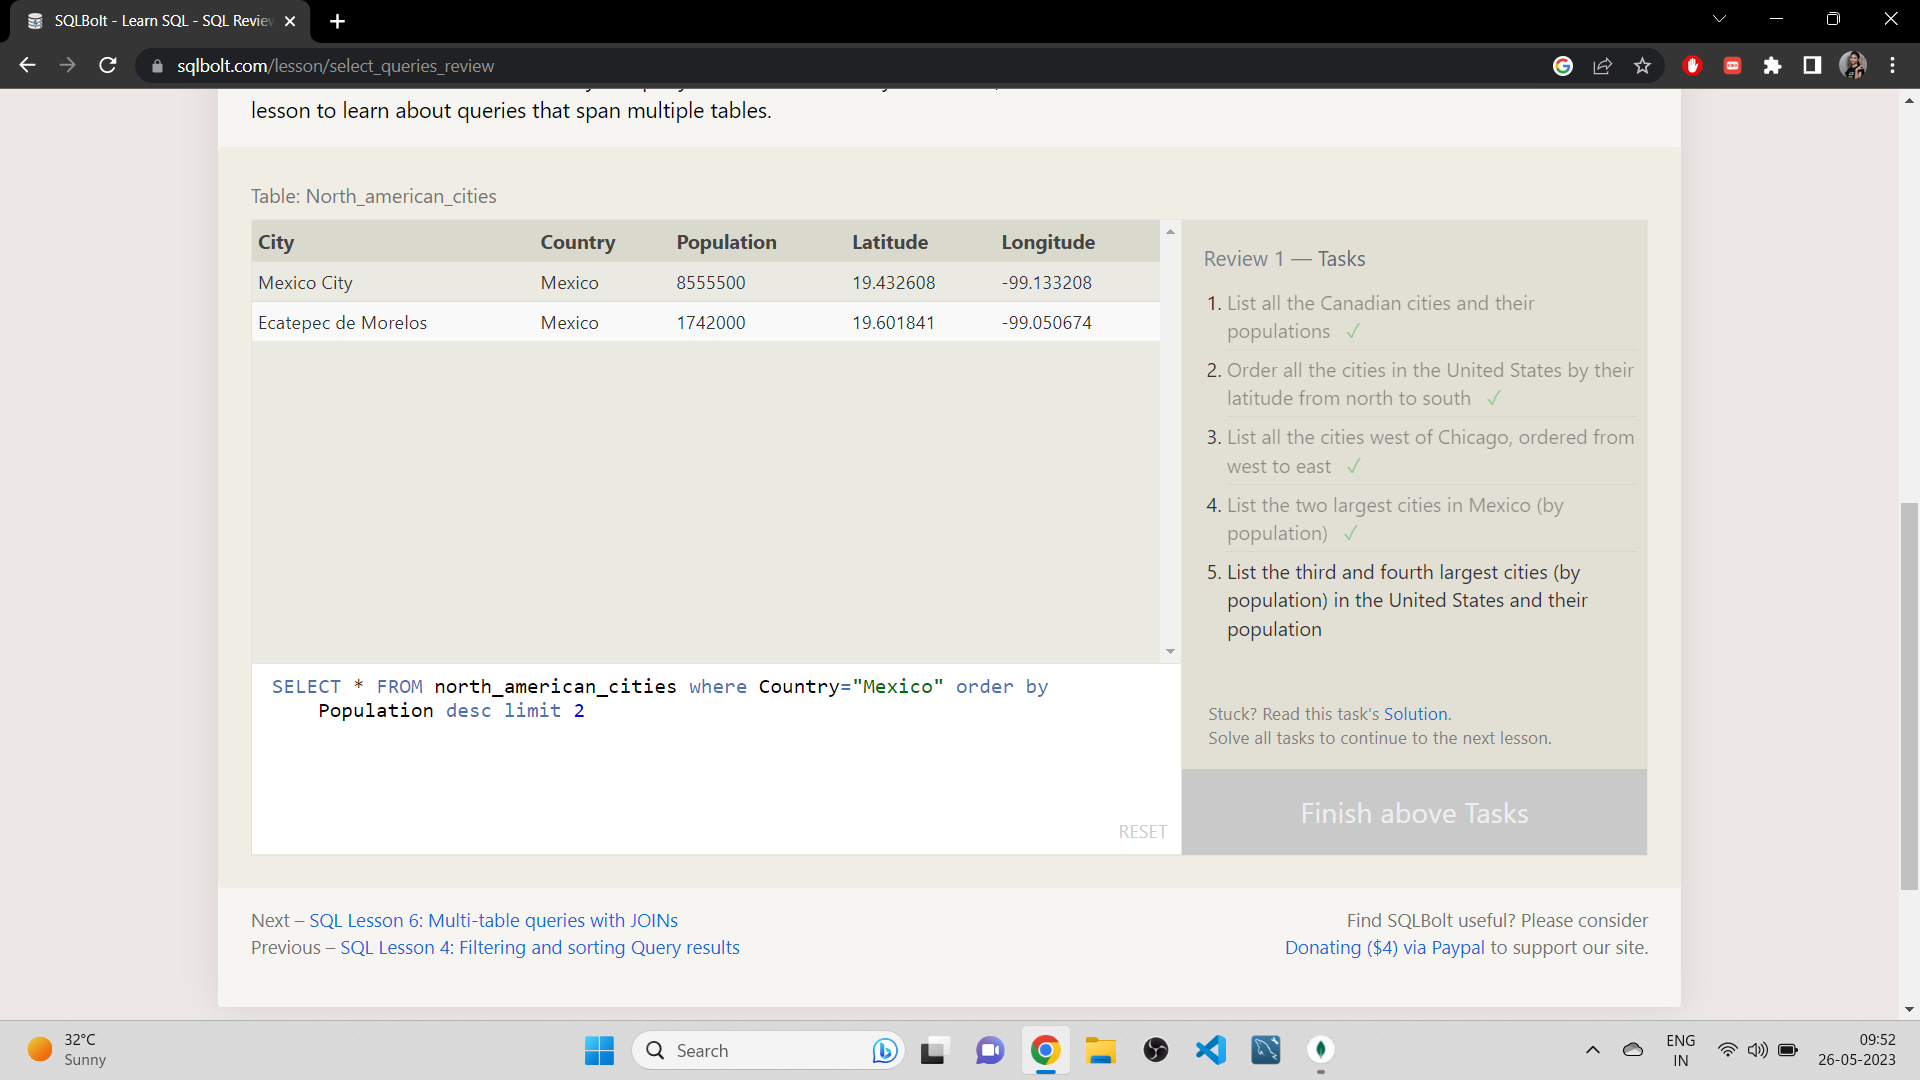 SQLBolt - Learn SQL - SQL Review
sqlbolt.com/lesson/select_queries_review
lesson to learn about queries that span multiple tables.
Table: North_american_cities
City Country Population Latitude Longitude
Mexico City Mexico 8555500 19.432608 -99.133208
Ecatepec de Morelos Mexico 1742000 19.601841 -99.050674
SELECT * FROM north_american_cities where Country="Mexico" order by
Population desc limit 2
RESET
Review 1 — Tasks
1. List all the Canadian cities and their
populations ✓
2. Order all the cities in the United States by their
latitude from north to south ✓
3. List all the cities west of Chicago, ordered from
west to east ✓
4. List the two largest cities in Mexico (by
population) ✓
5. List the third and fourth largest cities (by
population) in the United States and their
population
Stuck? Read this task's Solution.
Solve all tasks to continue to the next lesson.
Finish above Tasks
Next – SQL Lesson 6: Multi-table queries with JOINs
Previous – SQL Lesson 4: Filtering and sorting Query results
Find SQLBolt useful? Please consider
Donating ($4) via Paypal to support our site.
32°C
Sunny
Search
ENG
IN
09:52
26-05-2023